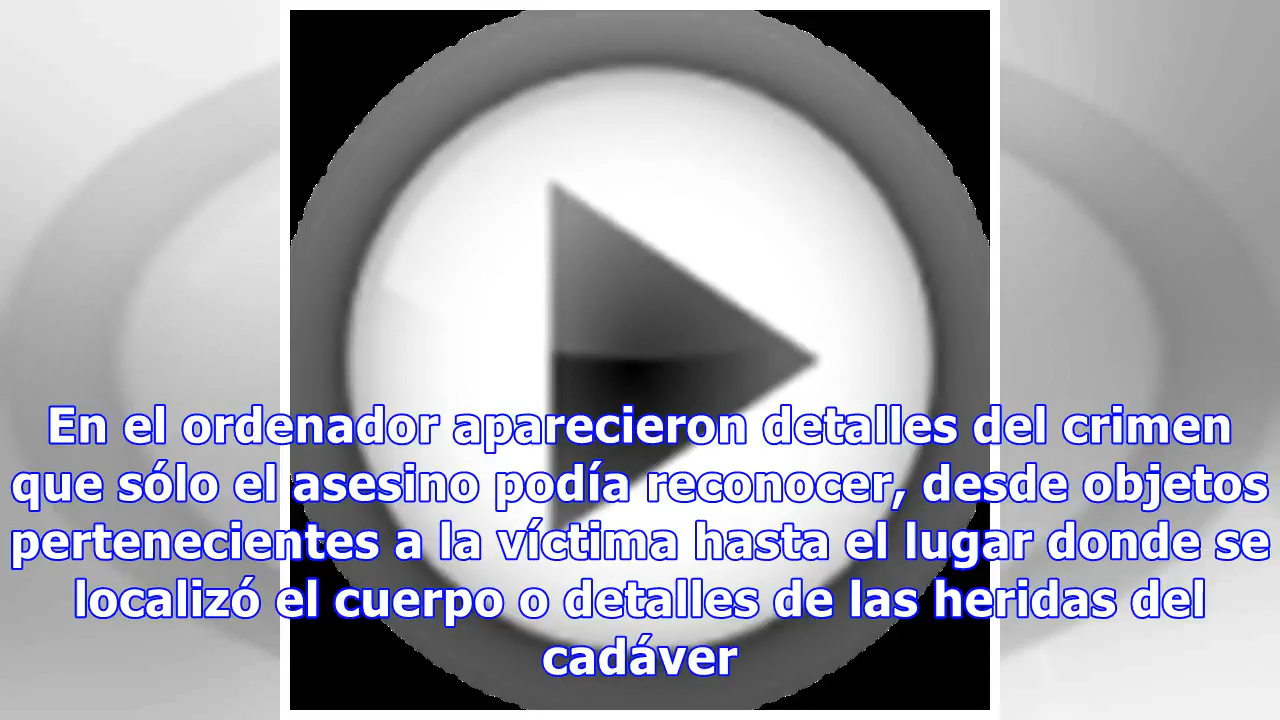 En el ordenador aparecieron detalles del crimen
que sólo el asesino podía reconocer, desde objetos
pertenecientes a la víctima hasta el lugar donde se
localizó el cuerpo o detalles de las heridas del
cadáver